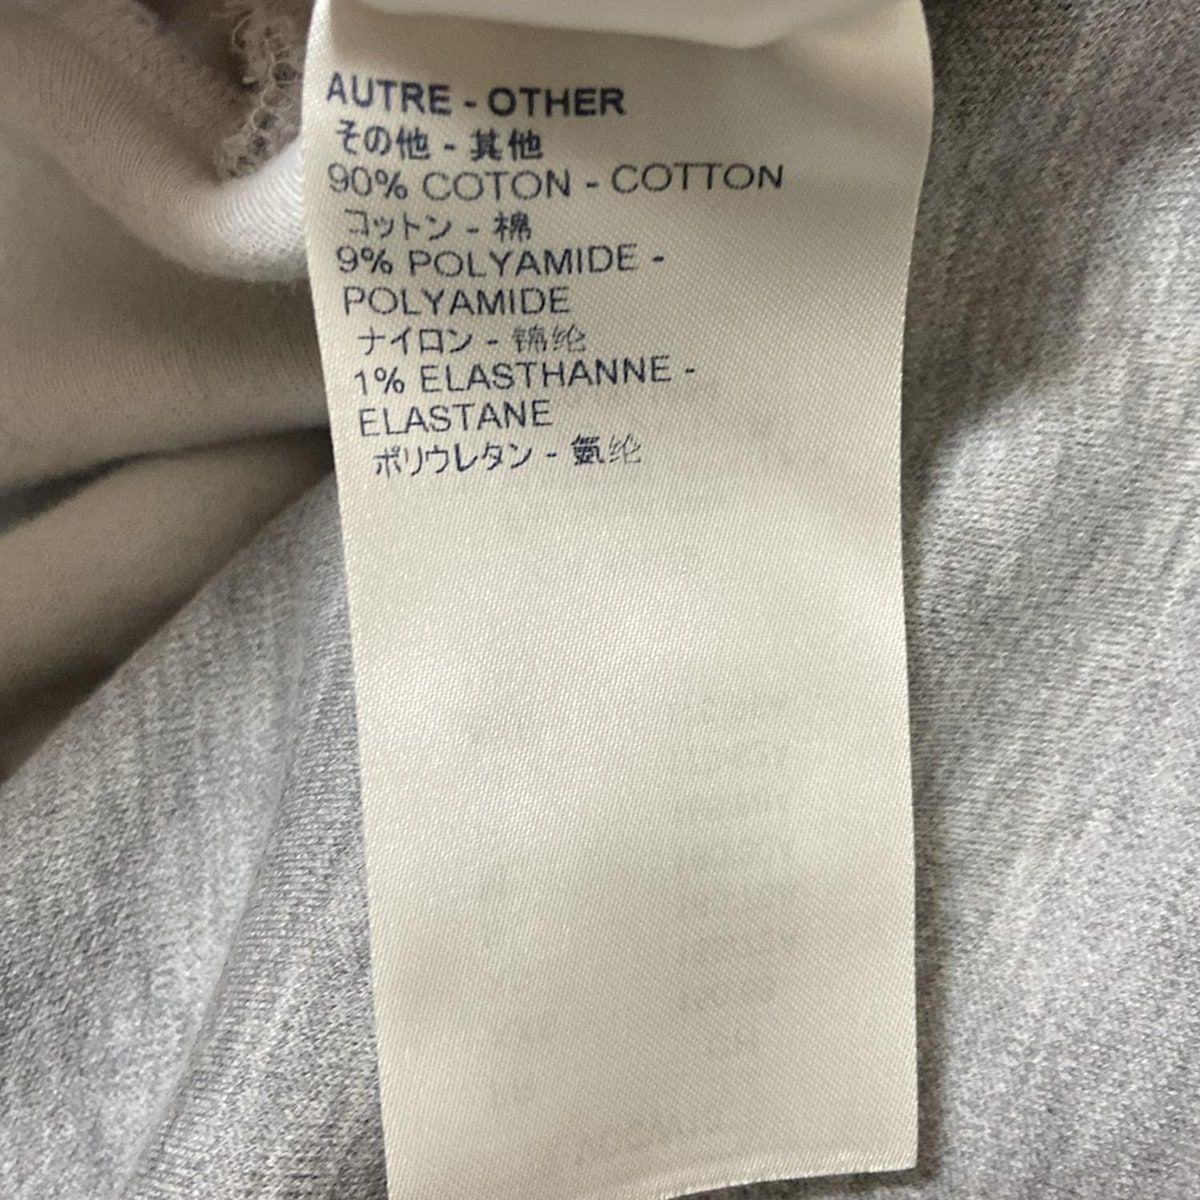 AUTRE - OTHER
その他 - 其他
90% COTON - COTTON
コットン - 棉
9% POLYAMIDE -
POLYAMIDE
ナイロン - 锦纶
1% ELASTHANNE -
ELASTANE
ポリウレタン - 氨纶